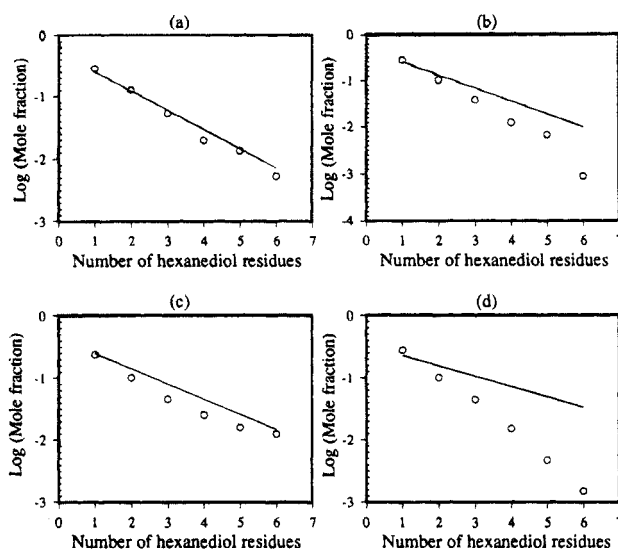 (a)
0
-1
-2
-3
Log (Mole fraction)
0 1 2 3 4 5 6 7
Number of hexanediol residues
(b)
0
-1
-2
-3
-4
Log (Mole fraction)
0 1 2 3 4 5 6 7
Number of hexanediol residues
(c)
0
-1
-2
-3
Log (Mole fraction)
0 1 2 3 4 5 6 7
Number of hexanediol residues
(d)
0
-1
-2
-3
Log (Mole fraction)
0 1 2 3 4 5 6 7
Number of hexanediol residues